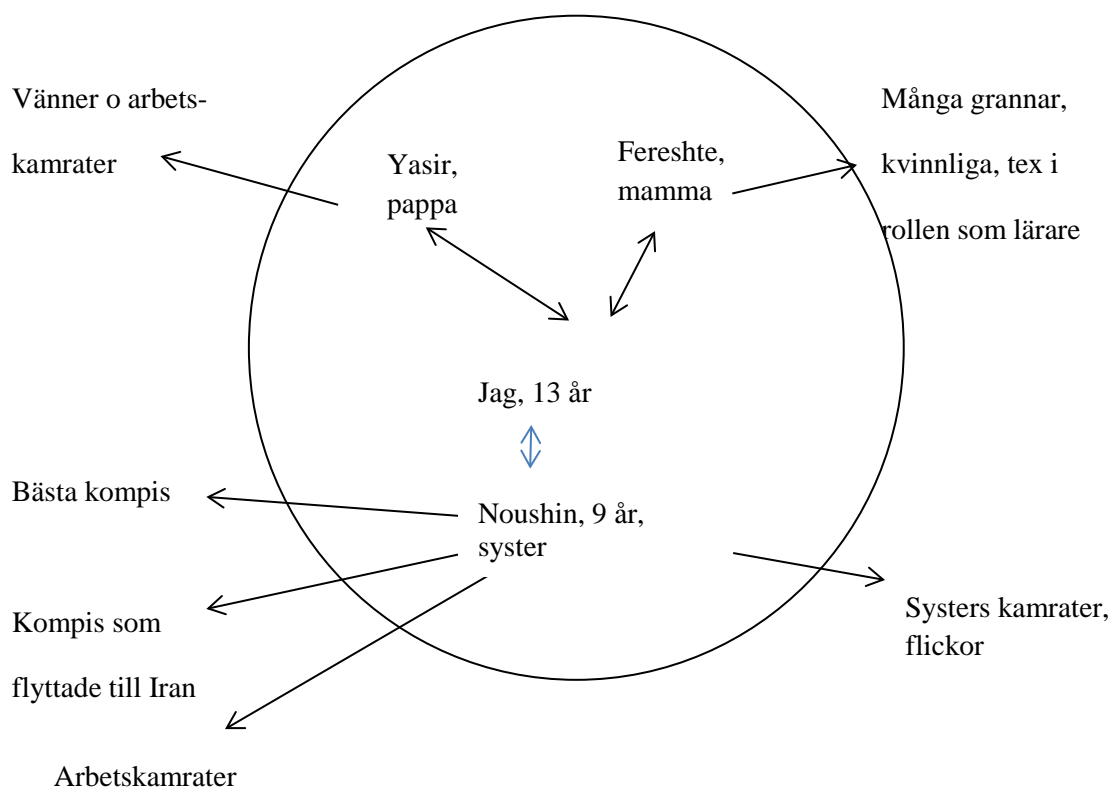 Vänner o arbets-
kamrater
Yasir,
pappa
Fereshte,
mamma
Många grannar,
kvinnliga, tex i
rollen som lärare
Jag, 13 år
Bästa kompis
Noushin, 9 år,
syster
Kompis som
flyttade till Iran
Systers kamrater,
flickor
Arbetskamrater